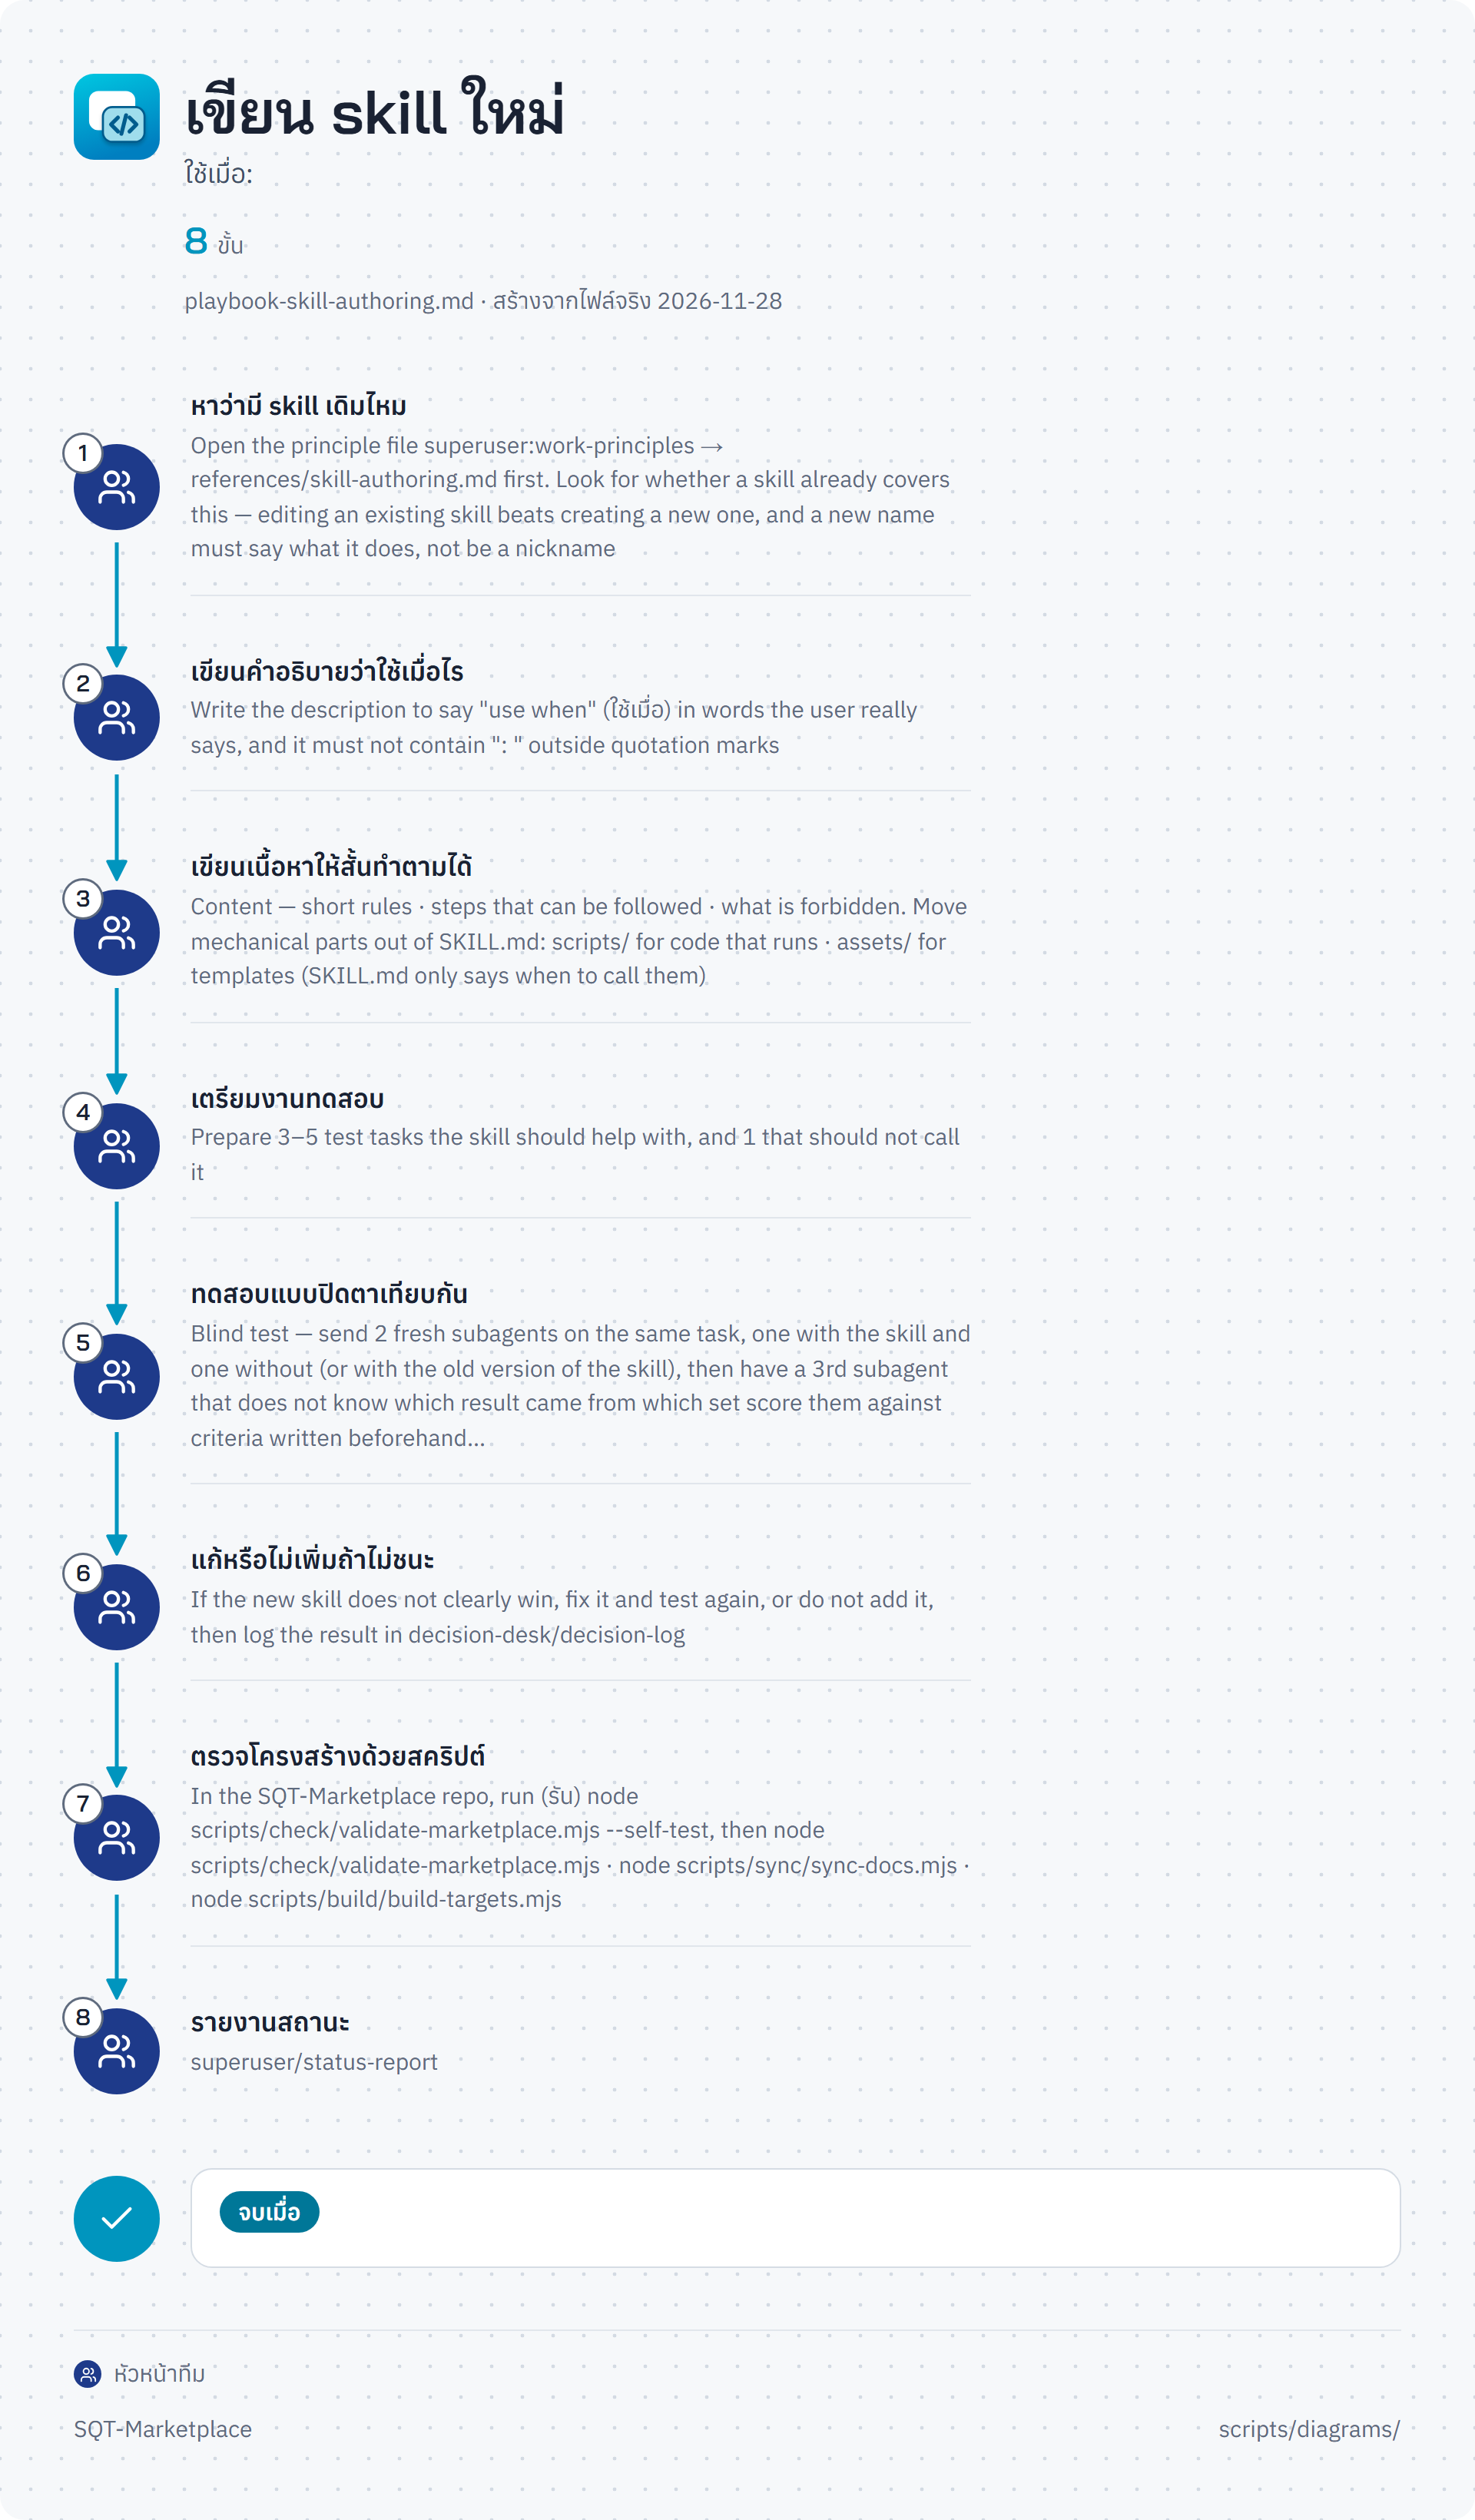 เขียน skill ใหม่
ใช้เมื่อ:
8 ขั้น
playbook-skill-authoring.md · สร้างจากไฟล์จริง 2026-11-28
หาว่ามี skill เดิมไหม
1
Open the principle file superuser:work-principles →
references/skill-authoring.md first. Look for whether a skill already covers
this — editing an existing skill beats creating a new one, and a new name
must say what it does, not be a nickname
เขียนคำอธิบายว่าใช้เมื่อไร
2
Write the description to say "use when" (ใช้เมื่อ) in words the user really
says, and it must not contain ": " outside quotation marks
เขียนเนื้อหาให้สั้นทำตามได้
3
Content — short rules · steps that can be followed · what is forbidden. Move
mechanical parts out of SKILL.md: scripts/ for code that runs · assets/ for
templates (SKILL.md only says when to call them)
เตรียมงานทดสอบ
4
Prepare 3–5 test tasks the skill should help with, and 1 that should not call
it
ทดสอบแบบปิดตาเทียบกัน
5
Blind test — send 2 fresh subagents on the same task, one with the skill and
one without (or with the old version of the skill), then have a 3rd subagent
that does not know which result came from which set score them against
criteria written beforehand…
แก้หรือไม่เพิ่มถ้าไม่ชนะ
6
If the new skill does not clearly win, fix it and test again, or do not add it,
then log the result in decision-desk/decision-log
ตรวจโครงสร้างด้วยสคริปต์
7
In the SQT-Marketplace repo, run (รัน) node
scripts/check/validate-marketplace.mjs --self-test, then node
scripts/check/validate-marketplace.mjs · node scripts/sync/sync-docs.mjs ·
node scripts/build/build-targets.mjs
รายงานสถานะ
8
superuser/status-report
จบเมื่อ
หัวหน้าทีม
SQT-Marketplace
scripts/diagrams/